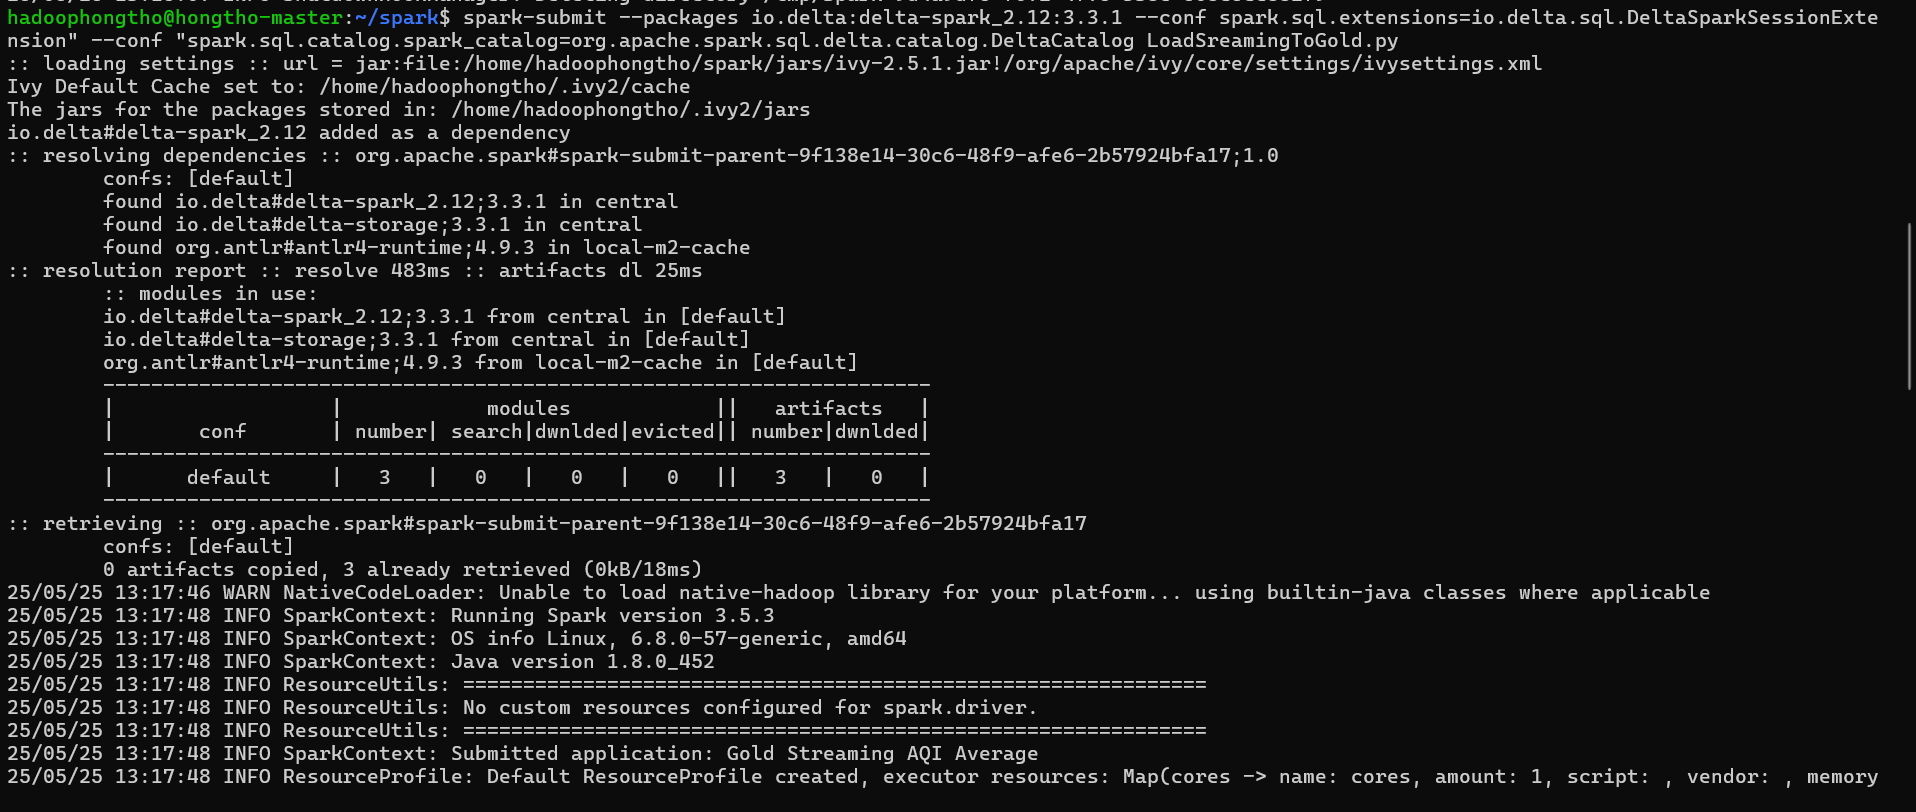 hadoophongtho@hongtho-master:~/spark$ spark-submit --packages io.delta:delta-spark_2.12:3.3.1 --conf spark.sql.extensions=io.delta.sql.DeltaSparkSessionExte
nsion" --conf "spark.sql.catalog.spark_catalog=org.apache.spark.sql.delta.catalog.DeltaCatalog LoadSreamingToGold.py
:: loading settings :: url = jar:file:/home/hadoophongtho/spark/jars/ivy-2.5.1.jar!/org/apache/ivy/core/settings/ivysettings.xml
Ivy Default Cache set to: /home/hadoophongtho/.ivy2/cache
The jars for the packages stored in: /home/hadoophongtho/.ivy2/jars
io.delta#delta-spark_2.12 added as a dependency
:: resolving dependencies :: org.apache.spark#spark-submit-parent-9f138e14-30c6-48f9-afe6-2b57924bfa17;1.0
        confs: [default]
        found io.delta#delta-spark_2.12;3.3.1 in central
        found io.delta#delta-storage;3.3.1 in central
        found org.antlr#antlr4-runtime;4.9.3 in local-m2-cache
:: resolution report :: resolve 483ms :: artifacts dl 25ms
        :: modules in use:
        io.delta#delta-spark_2.12;3.3.1 from central in [default]
        io.delta#delta-storage;3.3.1 from central in [default]
        org.antlr#antlr4-runtime;4.9.3 from local-m2-cache in [default]
        ---------------------------------------------------------------------
        |                  |            modules            ||   artifacts   |
        |       conf       | number| search|dwnlded|evicted|| number|dwnlded|
        ---------------------------------------------------------------------
        |      default     |   3   |   0   |   0   |   0   ||   3   |   0   |
        ---------------------------------------------------------------------
:: retrieving :: org.apache.spark#spark-submit-parent-9f138e14-30c6-48f9-afe6-2b57924bfa17
        confs: [default]
        0 artifacts copied, 3 already retrieved (0kB/18ms)
25/05/25 13:17:46 WARN NativeCodeLoader: Unable to load native-hadoop library for your platform... using builtin-java classes where applicable
25/05/25 13:17:48 INFO SparkContext: Running Spark version 3.5.3
25/05/25 13:17:48 INFO SparkContext: OS info Linux, 6.8.0-57-generic, amd64
25/05/25 13:17:48 INFO SparkContext: Java version 1.8.0_452
25/05/25 13:17:48 INFO ResourceUtils: ==============================================================
25/05/25 13:17:48 INFO ResourceUtils: No custom resources configured for spark.driver.
25/05/25 13:17:48 INFO ResourceUtils: ==============================================================
25/05/25 13:17:48 INFO SparkContext: Submitted application: Gold Streaming AQI Average
25/05/25 13:17:48 INFO ResourceProfile: Default ResourceProfile created, executor resources: Map(cores -> name: cores, amount: 1, script: , vendor: , memory